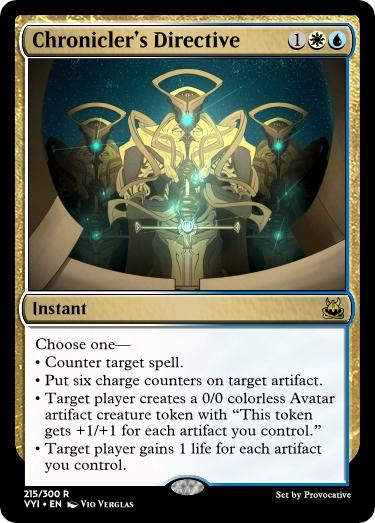 Chronicler's Directive 1
Instant
Choose one—
• Counter target spell.
• Put six charge counters on target artifact.
• Target player creates a 0/0 colorless Avatar
artifact creature token with “This token
gets +1/+1 for each artifact you control.”
• Target player gains 1 life for each artifact
you control.
215/300 R
VYI • EN Vio Verglas
Set by Provocative